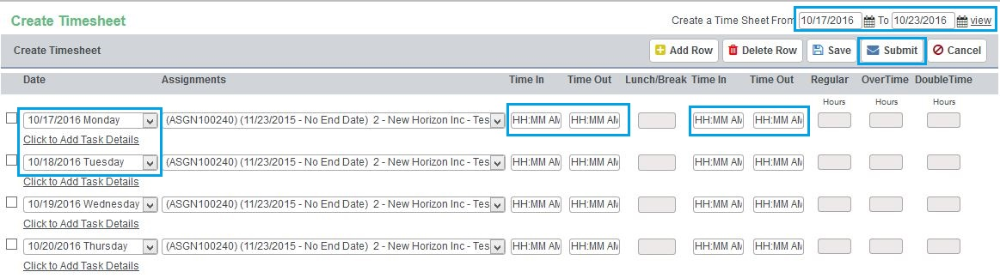 Create Timesheet
Create a Time Sheet From 10/17/2016 To 10/23/2016 view
Create Timesheet Add Row Delete Row Save Submit Cancel
Date Assignments Time In Time Out Lunch/Break Time In Time Out Regular OverTime DoubleTime
Hours Hours Hours
10/17/2016 Monday (ASGN100240) (11/23/2015 - No End Date) 2 - New Horizon Inc - Tes HH:MM AM HH:MM AM HH:MM AM HH:MM AM
Click to Add Task Details
10/18/2016 Tuesday (ASGN100240) (11/23/2015 - No End Date) 2 - New Horizon Inc - Tes HH:MM AM HH:MM AM HH:MM AM HH:MM AM
Click to Add Task Details
10/19/2016 Wednesday (ASGN100240) (11/23/2015 - No End Date) 2 - New Horizon Inc - Tes HH:MM AM HH:MM AM HH:MM AM HH:MM AM
Click to Add Task Details
10/20/2016 Thursday (ASGN100240) (11/23/2015 - No End Date) 2 - New Horizon Inc - Tes HH:MM AM HH:MM AM HH:MM AM HH:MM AM
Click to Add Task Details